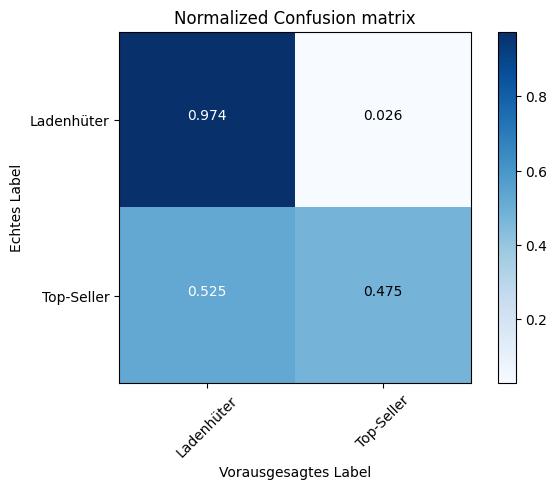 Normalized Confusion matrix
Echtes Label
Ladenhüter
0.974
0.026
Top-Seller
0.525
0.475
Ladenhüter
Top-Seller
Vorausgesagtes Label
0.8
0.6
0.4
0.2